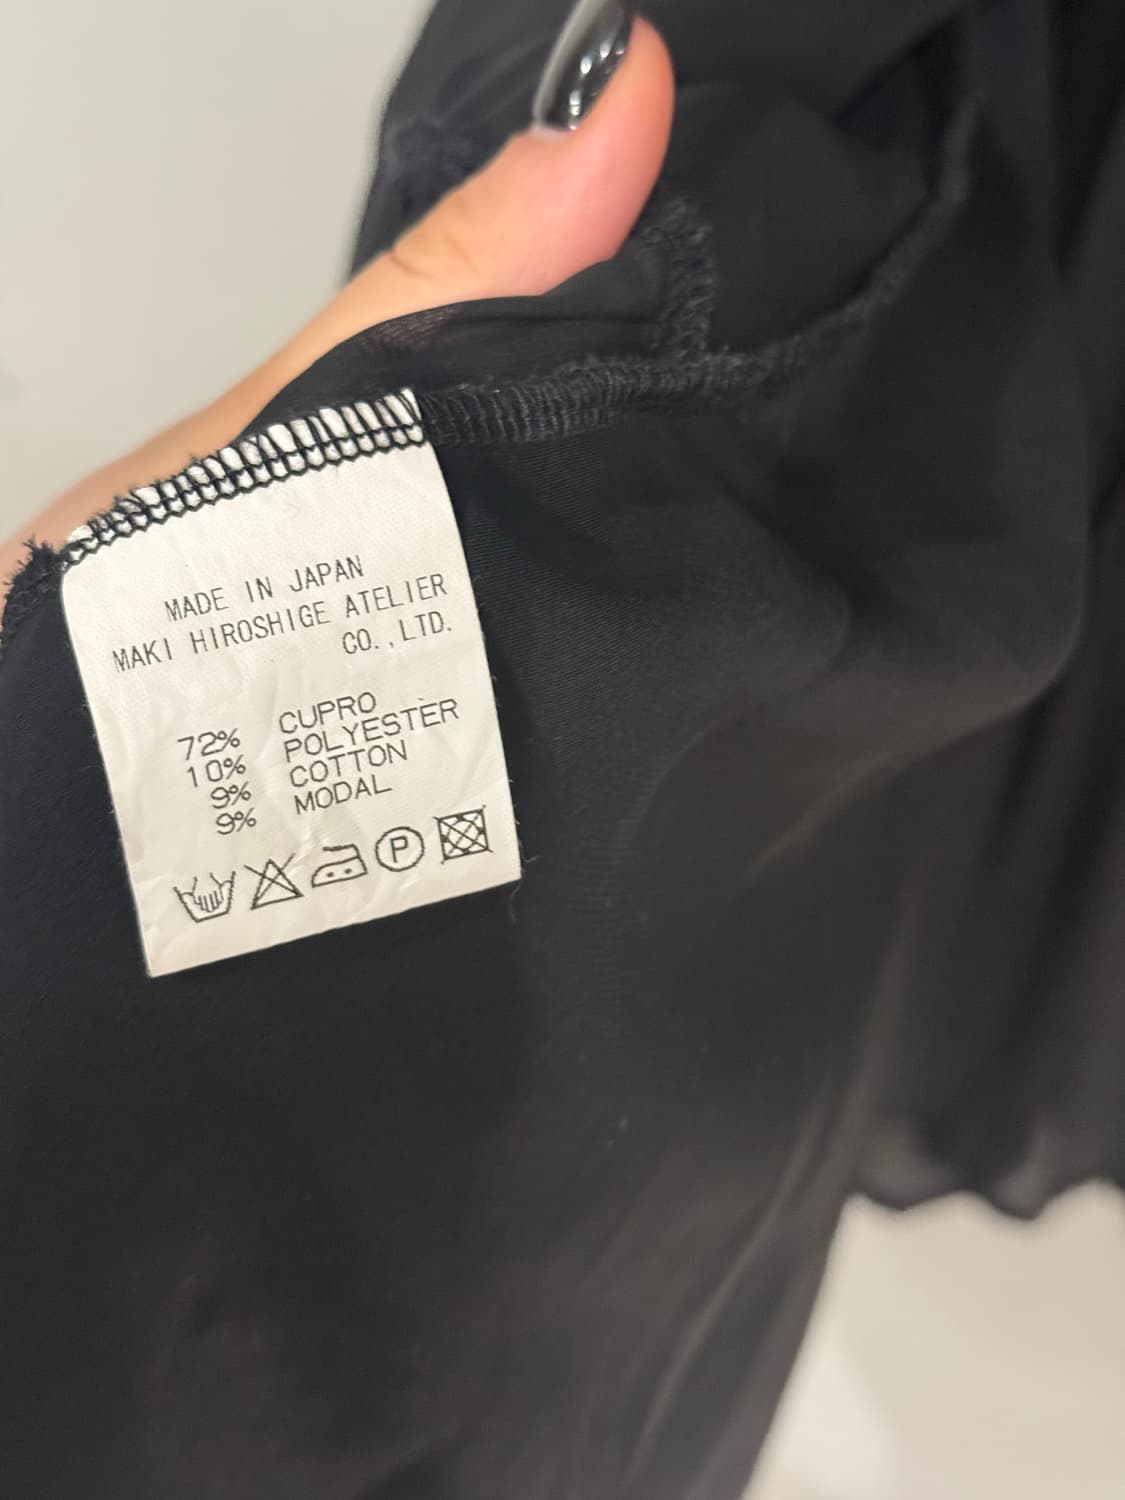 MADE IN JAPAN
MAKI HIROSHIGE ATELIER
CO.,LTD.
72% CUPRO
10% POLYESTER
9% COTTON
9% MODAL
P